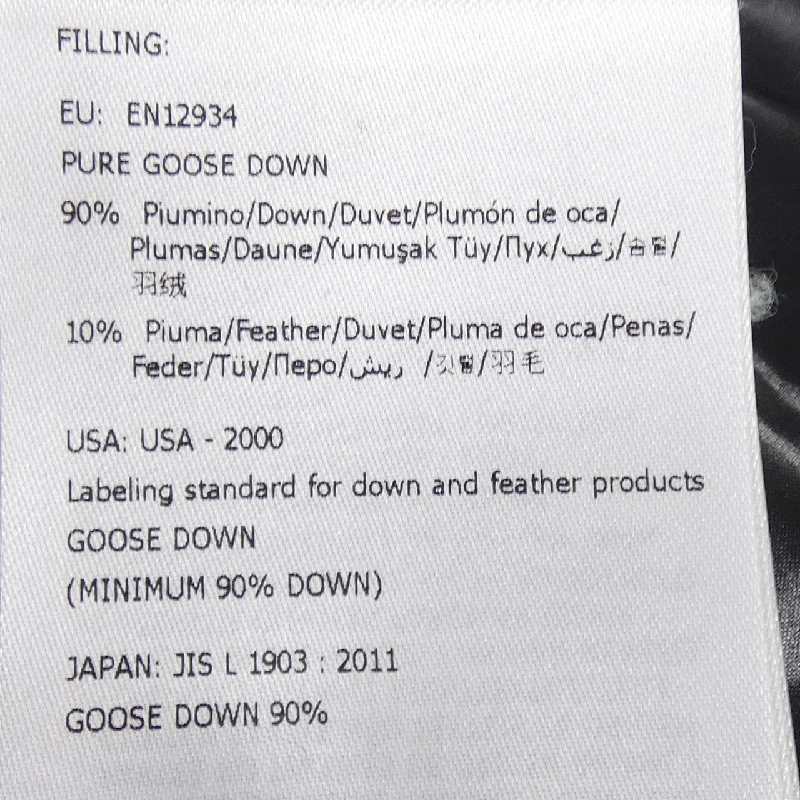 FILLING:
EU: EN12934
PURE GOOSE DOWN
90% Piumino/Down/Duvet/Plumón de oca/
Plumas/Daune/Yumuşak Tüy/Пух/زغب/솜털/
羽绒
10% Piuma/Feather/Duvet/Pluma de oca/Penas/
Feder/Tüy/Перо/ريش /깃털/羽毛
USA: USA - 2000
Labeling standard for down and feather products
GOOSE DOWN
(MINIMUM 90% DOWN)
JAPAN: JIS L 1903 : 2011
GOOSE DOWN 90%